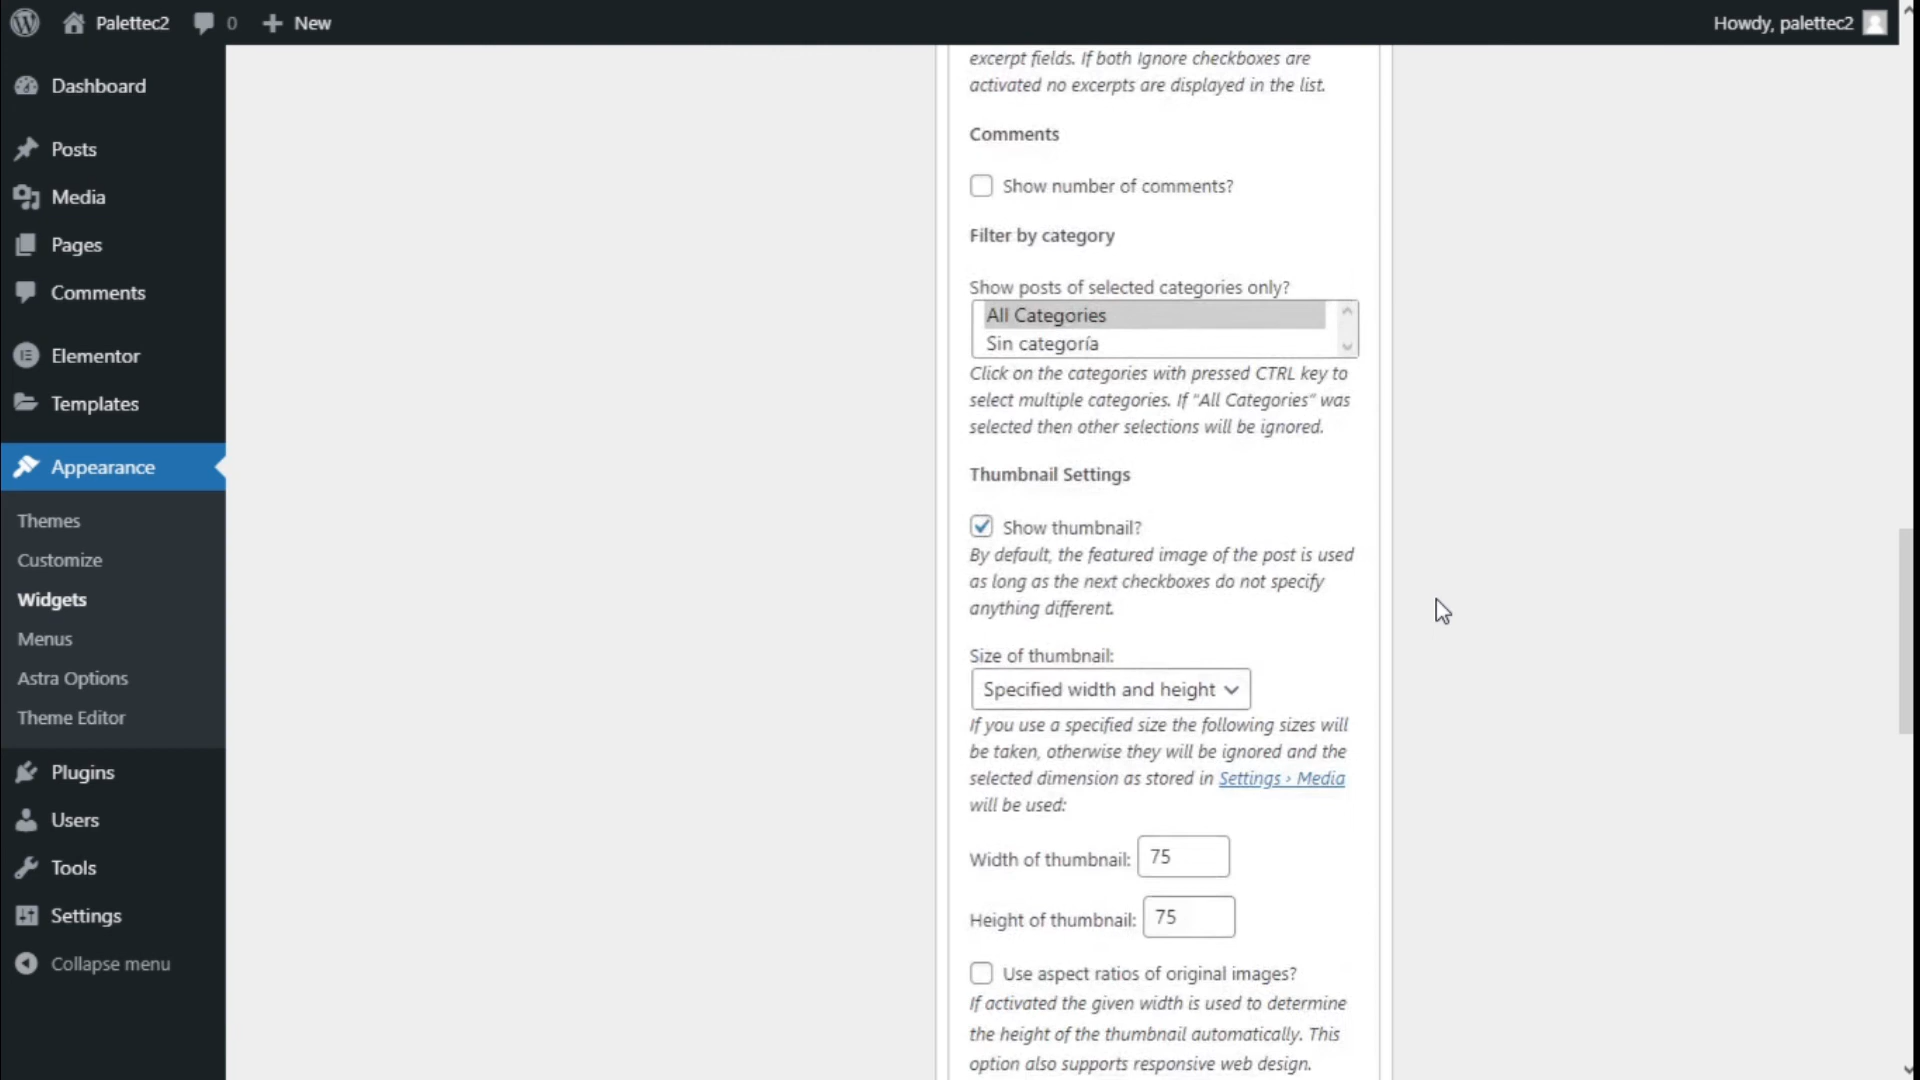 Palettec2
0
New
Howdy, palettec2
Dashboard
Posts
Media
Pages
Comments
Elementor
Templates
Appearance
Themes
Customize
Widgets
Menus
Astra Options
Theme Editor
Plugins
Users
Tools
Settings
Collapse menu
excerpt fields. If both Ignore checkboxes are
activated no excerpts are displayed in the list.
Comments
Show number of comments?
Filter by category
Show posts of selected categories only?
All Categories
Sin categoría
Click on the categories with pressed CTRL key to
select multiple categories. If "All Categories" was
selected then other selections will be ignored.
Thumbnail Settings
Show thumbnail?
By default, the featured image of the post is used
as long as the next checkboxes do not specify
anything different.
Size of thumbnail:
Specified width and height
If you use a specified size the following sizes will
be taken, otherwise they will be ignored and the
selected dimension as stored in Settings › Media
will be used:
Width of thumbnail: 75
Height of thumbnail: 75
Use aspect ratios of original images?
If activated the given width is used to determine
the height of the thumbnail automatically. This
option also supports responsive web design.